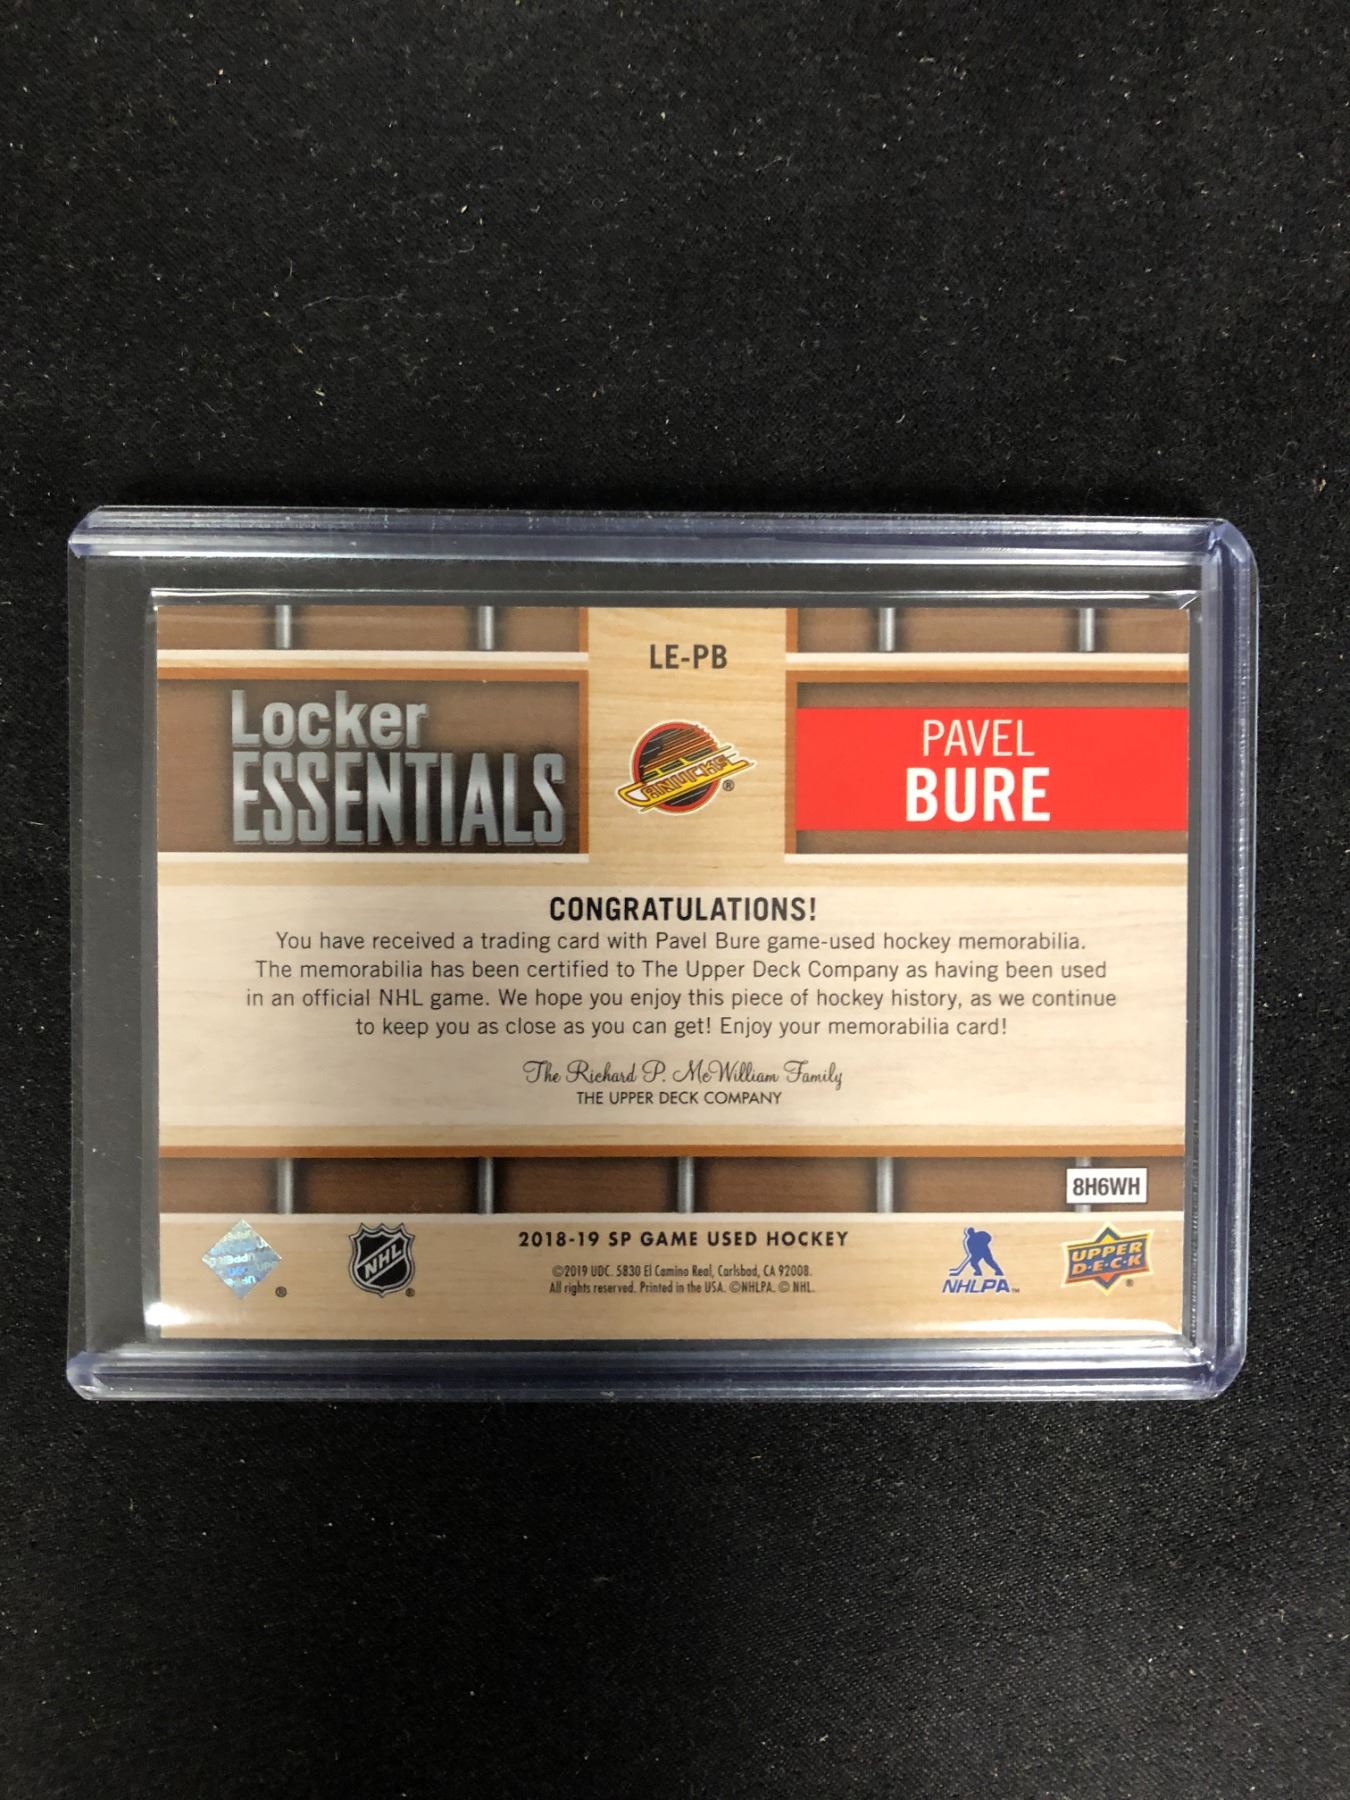 LE-PB
Locker
ESSENTIALS
CANUCKS ®
PAVEL
BURE
CONGRATULATIONS!
You have received a trading card with Pavel Bure game-used hockey memorabilia.
The memorabilia has been certified to The Upper Deck Company as having been used
in an official NHL game. We hope you enjoy this piece of hockey history, as we continue
to keep you as close as you can get! Enjoy your memorabilia card!
The Richard P. McWilliam Family
THE UPPER DECK COMPANY
8H6WH
®
NHL ®
2018-19 SP GAME USED HOCKEY
©2019 UDC. 5830 El Camino Real, Carlsbad, CA 92008.
All rights reserved. Printed in the USA. ©NHLPA. © NHL.
NHLPA™
UPPER
D·E·C·K ®